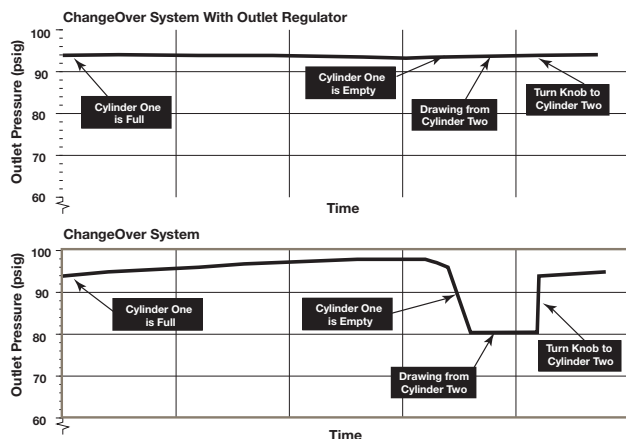 ChangeOver System With Outlet Regulator
Outlet Pressure (psig)
100
90
80
70
60
Cylinder One
is Full
Cylinder One
is Empty
Drawing from
Cylinder Two
Turn Knob to
Cylinder Two
Time
ChangeOver System
Outlet Pressure (psig)
100
90
80
70
60
Cylinder One
is Full
Cylinder One
is Empty
Drawing from
Cylinder Two
Turn Knob to
Cylinder Two
Time